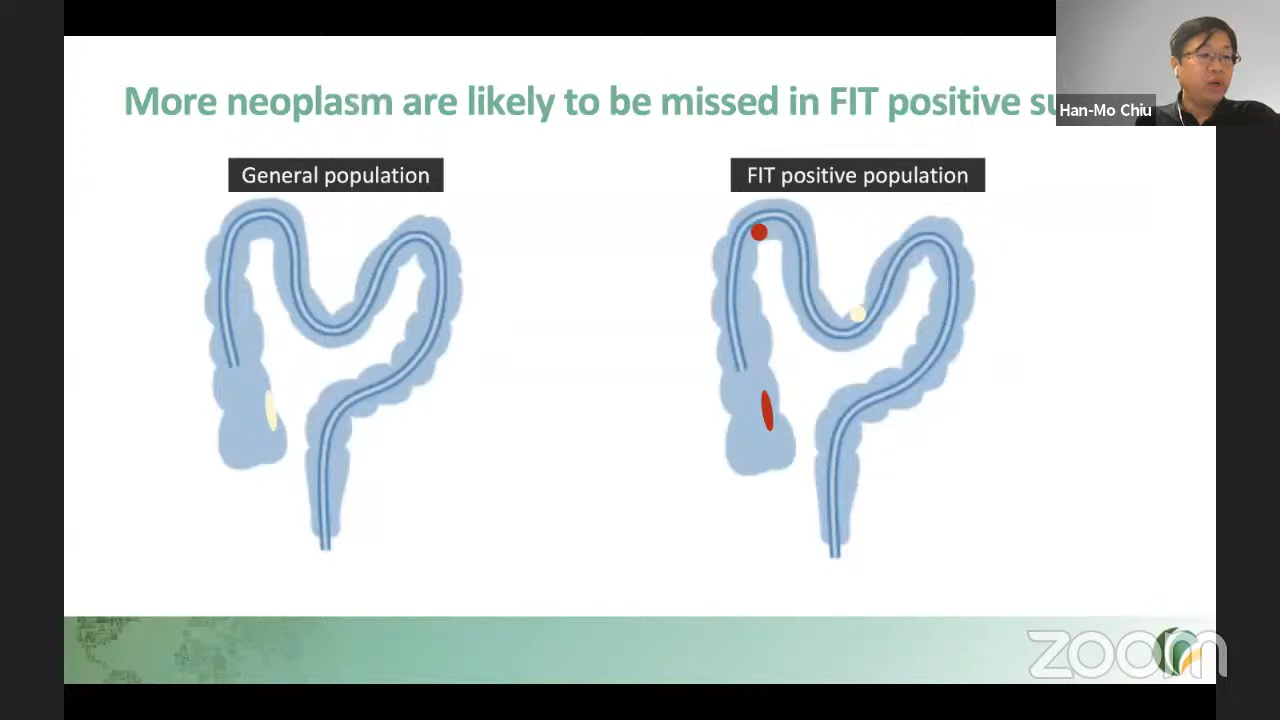 More neoplasm are likely to be missed in FIT positive
Han-Mo Chiu
General population
FIT positive population
zoom